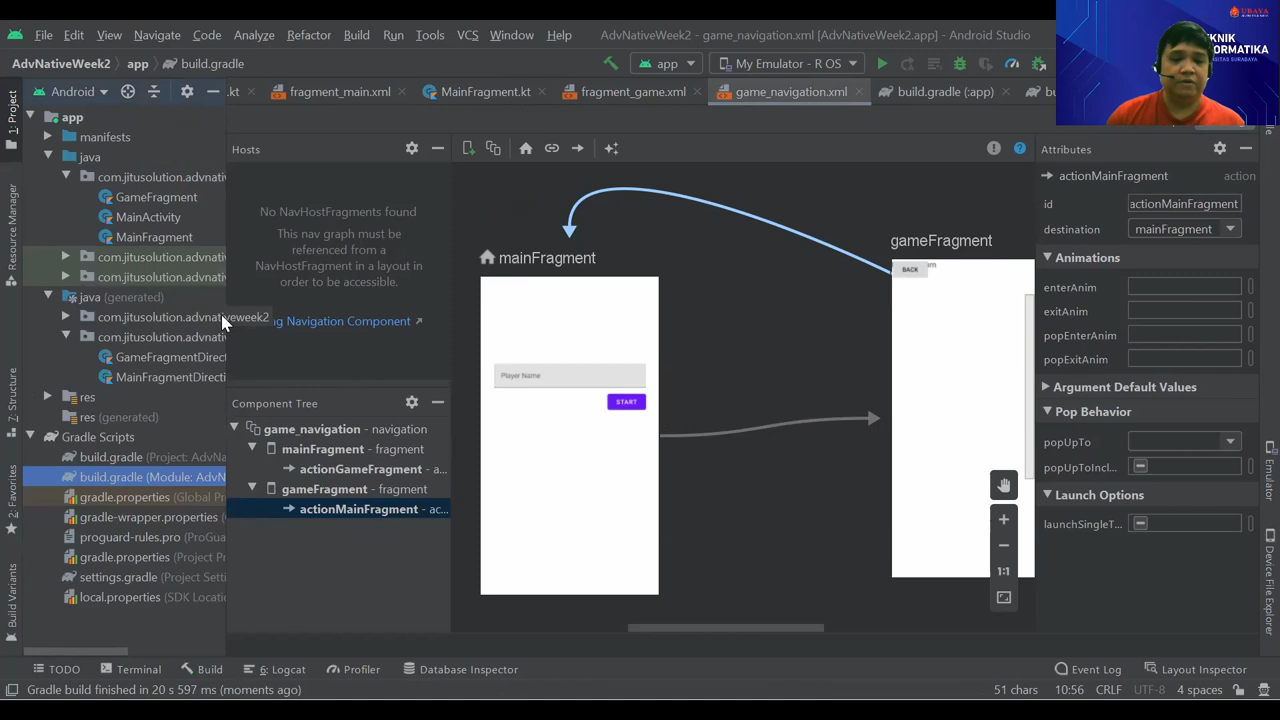 File Edit View Navigate Code Analyze Refactor Build Run Tools VCS Window Help AdvNativeWeek2 - game_navigation.xml [AdvNativeWeek2.app] - Android Studio
UBAYA
TEKNIK
INFORMATIKA
UNIVERSITAS SURABAYA
AdvNativeWeek2 app build.gradle
app My Emulator - R OS
Android
.kt fragment_main.xml MainFragment.kt fragment_game.xml game_navigation.xml build.gradle (:app) bu
1: Project
Resource Manager
7: Structure
2: Favorites
Build Variants
app
manifests
java
com.jitusolution.advnati
GameFragment
MainActivity
MainFragment
com.jitusolution.advnati
com.jitusolution.advnati
java (generated)
com.jitusolution.advnativeweek2
com.jitusolution.advnati
GameFragmentDirect
MainFragmentDirecti
res
res (generated)
Gradle Scripts
build.gradle (Project: AdvNa
build.gradle (Module: AdvN
gradle.properties (Global Pr
gradle-wrapper.properties (
proguard-rules.pro (ProGua
gradle.properties (Project P
settings.gradle (Project Sett
local.properties (SDK Locati
Hosts
No NavHostFragments found
This nav graph must be
referenced from a
NavHostFragment in a layout in
order to be accessible.
ng Navigation Component
Component Tree
game_navigation - navigation
mainFragment - fragment
actionGameFragment - a...
gameFragment - fragment
actionMainFragment - ac...
mainFragment
Player Name
START
gameFragment
BACK
1:1
Attributes
actionMainFragment action
id actionMainFragment
destination mainFragment
Animations
enterAnim
exitAnim
popEnterAnim
popExitAnim
Argument Default Values
Pop Behavior
popUpTo
popUpToIncl...
Launch Options
launchSingleT...
Emulator
Device File Explorer
TODO Terminal Build 6: Logcat Profiler Database Inspector Event Log Layout Inspector
Gradle build finished in 20 s 597 ms (moments ago) 51 chars 10:56 CRLF UTF-8 4 spaces